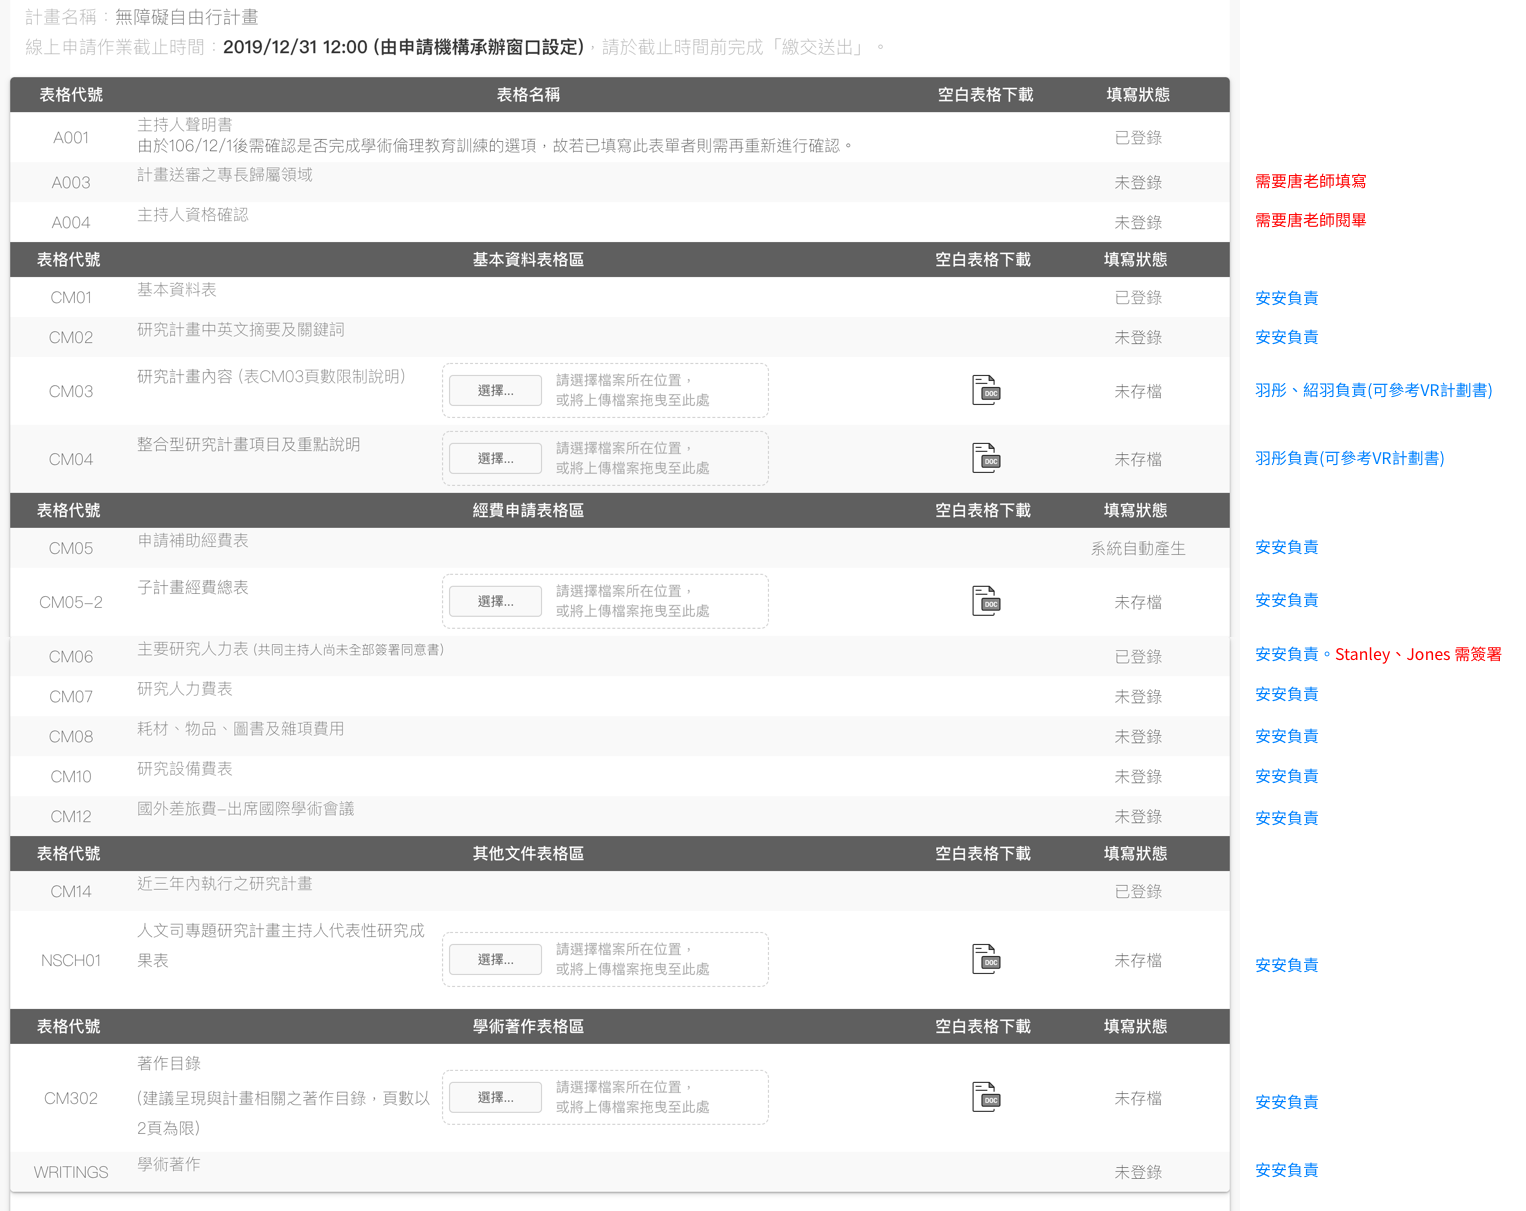 計畫名稱：無障礙自由行計畫
線上申請作業截止時間：2019/12/31 12:00 (由申請機構承辦窗口設定)，請於截止時間前完成「繳交送出」。
表格代號 表格名稱 空白表格下載 填寫狀態
A001 主持人聲明書 已登錄
由於106/12/1後需確認是否完成學術倫理教育訓練的選項，故若已填寫此表單者則需再重新進行確認。
A003 計畫送審之專長歸屬領域 未登錄 需要唐老師填寫
A004 主持人資格確認 未登錄 需要唐老師閱畢
表格代號 基本資料表格區 空白表格下載 填寫狀態
CM01 基本資料表 已登錄 安安負責
CM02 研究計畫中英文摘要及關鍵詞 未登錄 安安負責
CM03 研究計畫內容 (表CM03頁數限制說明) 選擇... 請選擇檔案所在位置， DOC 未存檔 羽彤、紹羽負責(可參考VR計劃書)
或將上傳檔案拖曳至此處
CM04 整合型研究計畫項目及重點說明 選擇... 請選擇檔案所在位置， DOC 未存檔 羽彤負責(可參考VR計劃書)
或將上傳檔案拖曳至此處
表格代號 經費申請表格區 空白表格下載 填寫狀態
CM05 申請補助經費表 系統自動產生 安安負責
CM05-2 子計畫經費總表 選擇... 請選擇檔案所在位置， DOC 未存檔 安安負責
或將上傳檔案拖曳至此處
CM06 主要研究人力表 (共同主持人尚未全部簽署同意書) 已登錄 安安負責。Stanley、Jones 需簽署
CM07 研究人力費表 未登錄 安安負責
CM08 耗材、物品、圖書及雜項費用 未登錄 安安負責
CM10 研究設備費表 未登錄 安安負責
CM12 國外差旅費-出席國際學術會議 未登錄 安安負責
表格代號 其他文件表格區 空白表格下載 填寫狀態
CM14 近三年內執行之研究計畫 已登錄
NSCH01 人文司專題研究計畫主持人代表性研究成 選擇... 請選擇檔案所在位置， DOC 未存檔 安安負責
果表 或將上傳檔案拖曳至此處
表格代號 學術著作表格區 空白表格下載 填寫狀態
著作目錄
CM302 (建議呈現與計畫相關之著作目錄，頁數以 選擇... 請選擇檔案所在位置， DOC 未存檔 安安負責
2頁為限) 或將上傳檔案拖曳至此處
WRITINGS 學術著作 未登錄 安安負責